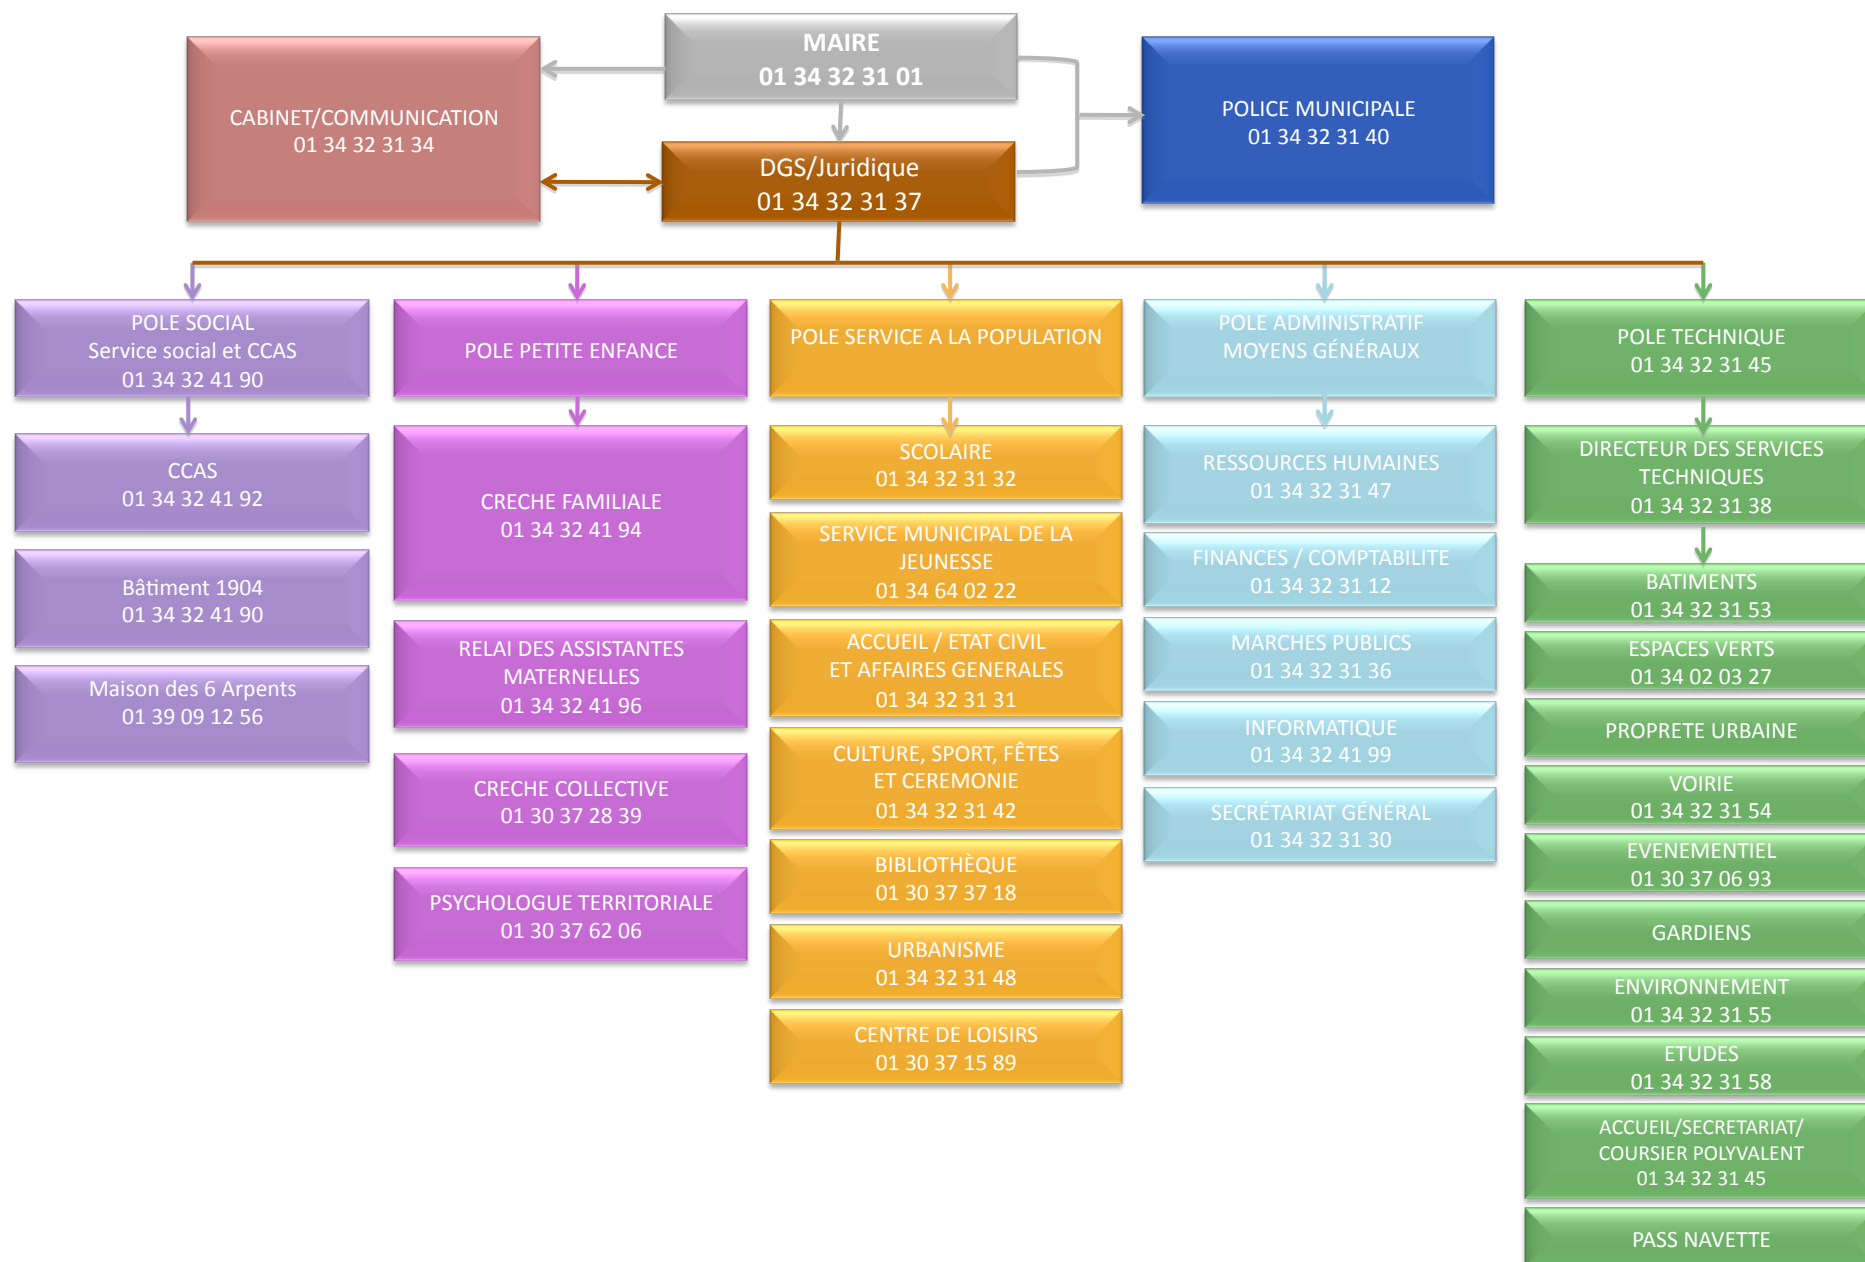 MAIRE
01 34 32 31 01
CABINET/COMMUNICATION
01 34 32 31 34
POLICE MUNICIPALE
01 34 32 31 40
DGS/Juridique
01 34 32 31 37
POLE SOCIAL
Service social et CCAS
01 34 32 41 90
CCAS
01 34 32 41 92
Bâtiment 1904
01 34 32 41 90
Maison des 6 Arpents
01 39 09 12 56
POLE PETITE ENFANCE
CRECHE FAMILIALE
01 34 32 41 94
RELAI DES ASSISTANTES
MATERNELLES
01 34 32 41 96
CRECHE COLLECTIVE
01 30 37 28 39
PSYCHOLOGUE TERRITORIALE
01 30 37 62 06
POLE SERVICE A LA POPULATION
SCOLAIRE
01 34 32 31 32
SERVICE MUNICIPAL DE LA
JEUNESSE
01 34 64 02 22
ACCUEIL / ETAT CIVIL
ET AFFAIRES GENERALES
01 34 32 31 31
CULTURE, SPORT, FÊTES
ET CEREMONIE
01 34 32 31 42
BIBLIOTHÈQUE
01 30 37 37 18
URBANISME
01 34 32 31 48
CENTRE DE LOISIRS
01 30 37 15 89
POLE ADMINISTRATIF
MOYENS GÉNÉRAUX
RESSOURCES HUMAINES
01 34 32 31 47
FINANCES / COMPTABILITE
01 34 32 31 12
MARCHES PUBLICS
01 34 32 31 36
INFORMATIQUE
01 34 32 41 99
SECRÉTARIAT GÉNÉRAL
01 34 32 31 30
POLE TECHNIQUE
01 34 32 31 45
DIRECTEUR DES SERVICES
TECHNIQUES
01 34 32 31 38
BATIMENTS
01 34 32 31 53
ESPACES VERTS
01 34 02 03 27
PROPRETE URBAINE
VOIRIE
01 34 32 31 54
EVENEMENTIEL
01 30 37 06 93
GARDIENS
ENVIRONNEMENT
01 34 32 31 55
ETUDES
01 34 32 31 58
ACCUEIL/SECRETARIAT/
COURSIER POLYVALENT
01 34 32 31 45
PASS NAVETTE